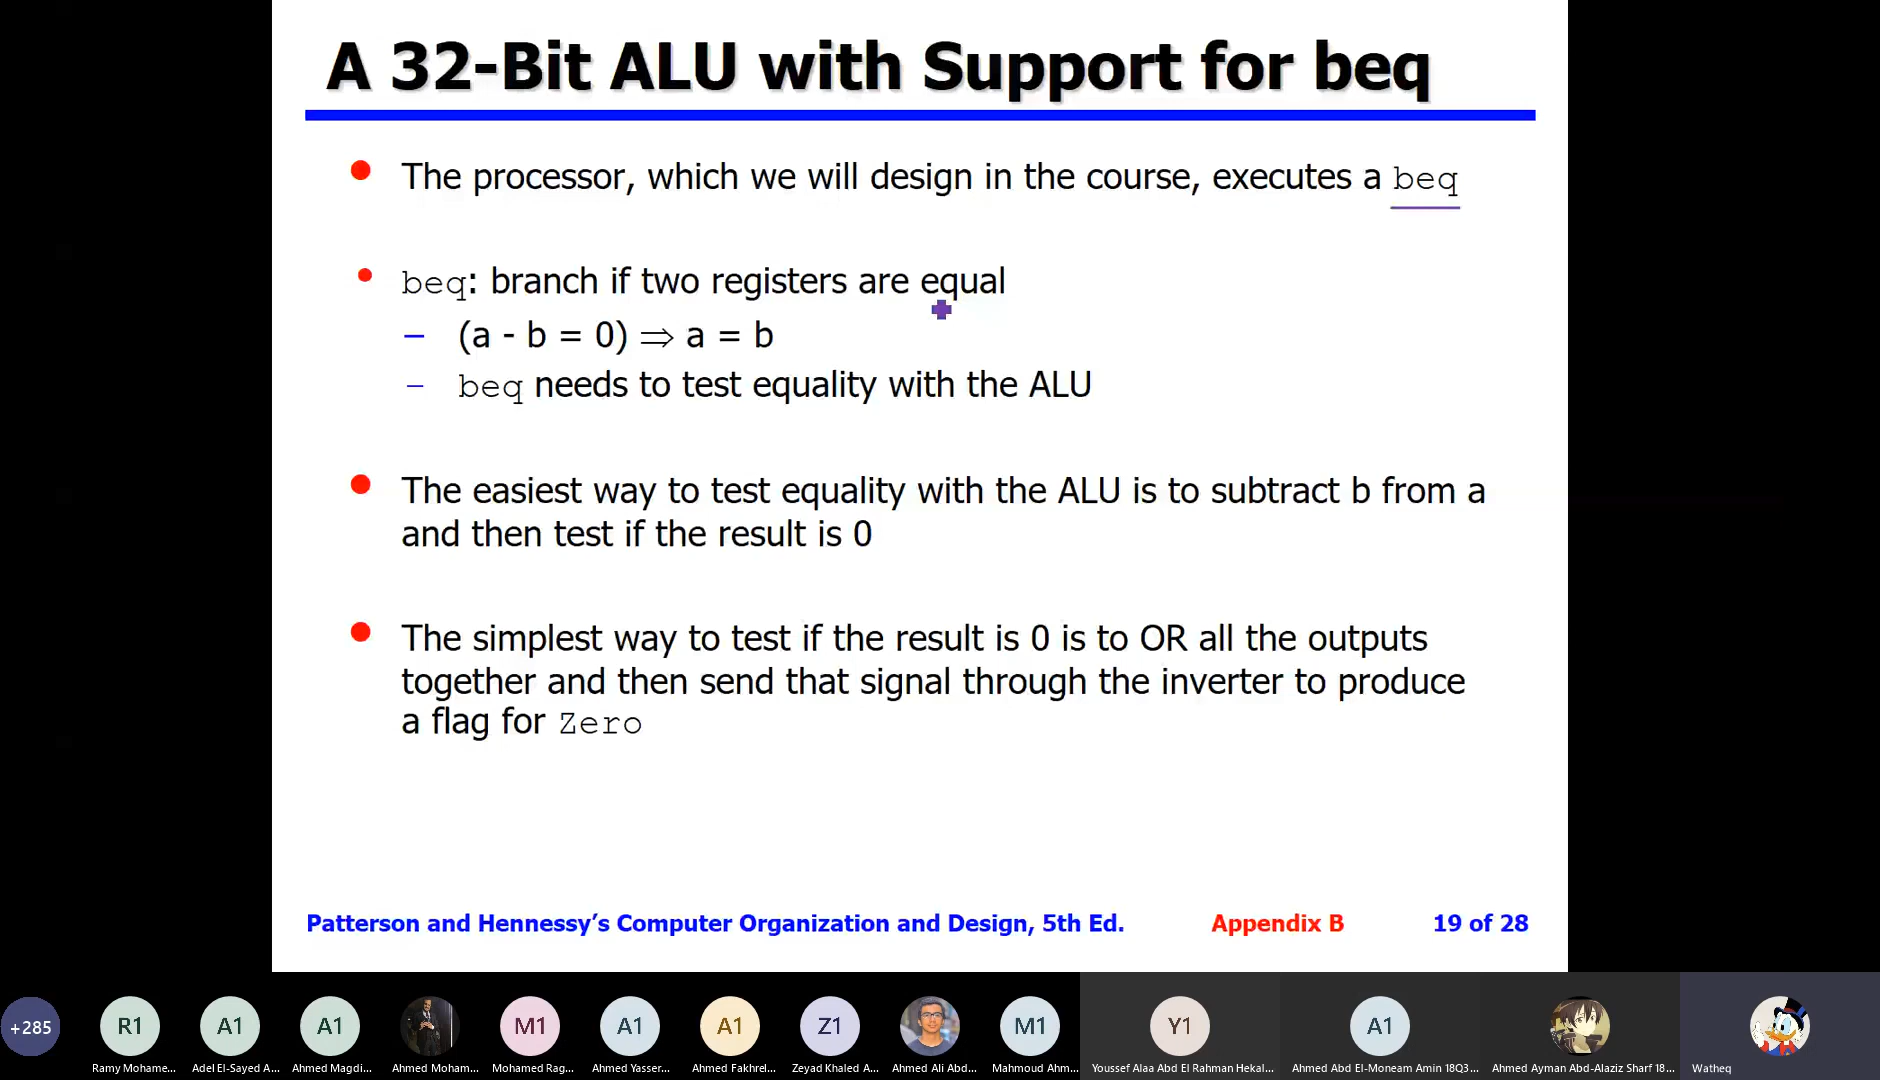 A 32-Bit ALU with Support for beq
The processor, which we will design in the course, executes a beq
beq: branch if two registers are equal
– (a - b = 0) ⇒ a = b
– beq needs to test equality with the ALU
The easiest way to test equality with the ALU is to subtract b from a
and then test if the result is 0
The simplest way to test if the result is 0 is to OR all the outputs
together and then send that signal through the inverter to produce
a flag for Zero
Patterson and Hennessy’s Computer Organization and Design, 5th Ed. Appendix B 19 of 28
+285 R1 A1 A1 M1 A1 A1 Z1 M1 Y1 A1
Ramy Mohame... Adel El-Sayed A... Ahmed Magdi... Ahmed Moham... Mohamed Rag... Ahmed Yasser... Ahmed Fakhrel... Zeyad Khaled A... Ahmed Ali Abd... Mahmoud Ahm... Youssef Alaa Abd El Rahman Hekal... Ahmed Abd El-Moneam Amin 18Q3... Ahmed Ayman Abd-Alaziz Sharf 18... Watheq